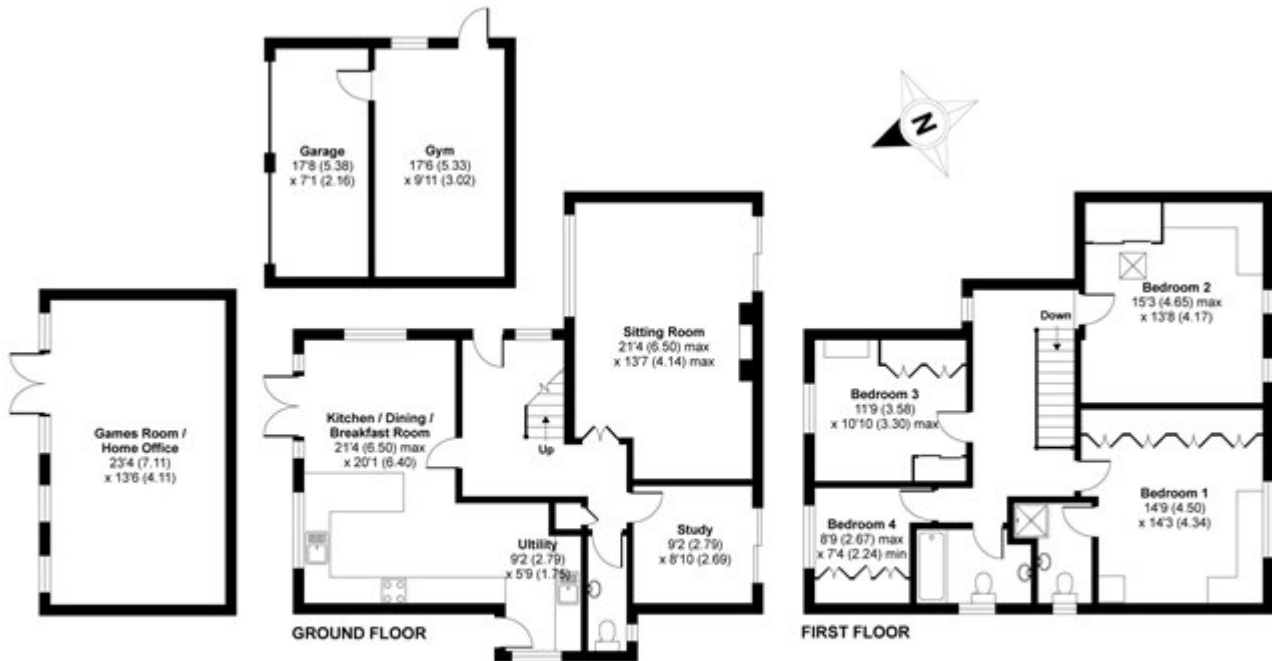 Garage
17'8 (5.38)
x 7'1 (2.16)
Gym
17'6 (5.33)
x 9'11 (3.02)
N
Games Room /
Home Office
23'4 (7.11)
x 13'6 (4.11)
Kitchen / Dining /
Breakfast Room
21'4 (6.50) max
x 20'1 (6.40)
Up
Sitting Room
21'4 (6.50) max
x 13'7 (4.14) max
Ultility
9'2 (2.79)
x 5'9 (1.75)
Study
9'2 (2.79)
x 8'10 (2.69)
GROUND FLOOR
Down
Bedroom 2
15'3 (4.65) max
x 13'8 (4.17)
Bedroom 3
11'9 (3.58)
x 10'10 (3.30) max
Bedroom 4
8'9 (2.67) max
x 7'4 (2.24) min
Bedroom 1
14'9 (4.50)
x 14'3 (4.34)
FIRST FLOOR